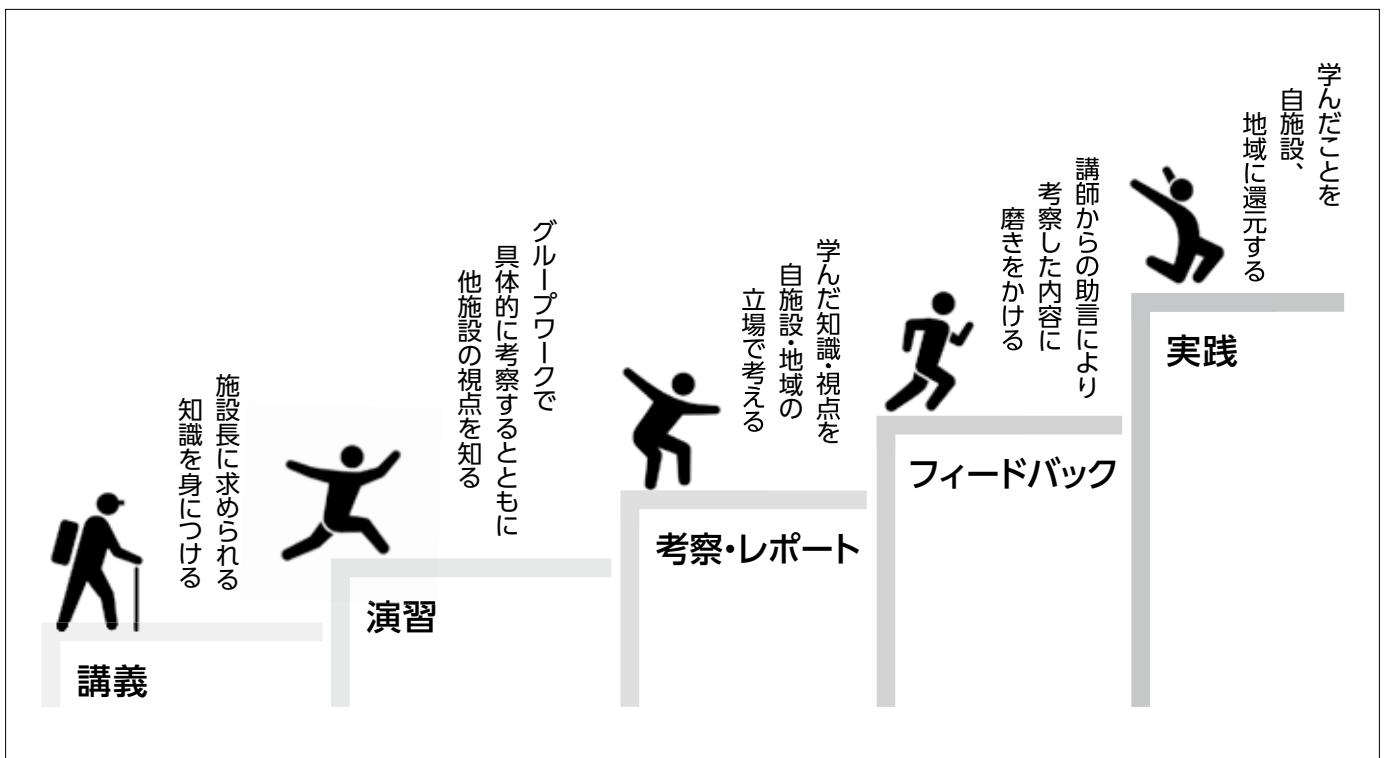 施設長に求められる
知識を身につける
講義
グループワークで
具体的に考察するとともに
他施設の視点を知る
演習
学んだ知識・視点を
自施設・地域の
立場で考える
考察・レポート
講師からの助言により
考察した内容に
磨きをかける
フィードバック
学んだことを
自施設、
地域に還元する
実践